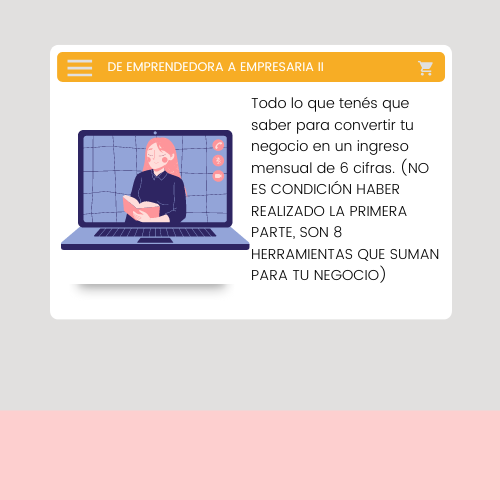 DE EMPRENDEDORA A EMPRESARIA II
Todo lo que tenés que
saber para convertir tu
negocio en un ingreso
mensual de 6 cifras. (NO
ES CONDICIÓN HABER
REALIZADO LA PRIMERA
PARTE, SON 8
HERRAMIENTAS QUE SUMAN
PARA TU NEGOCIO)